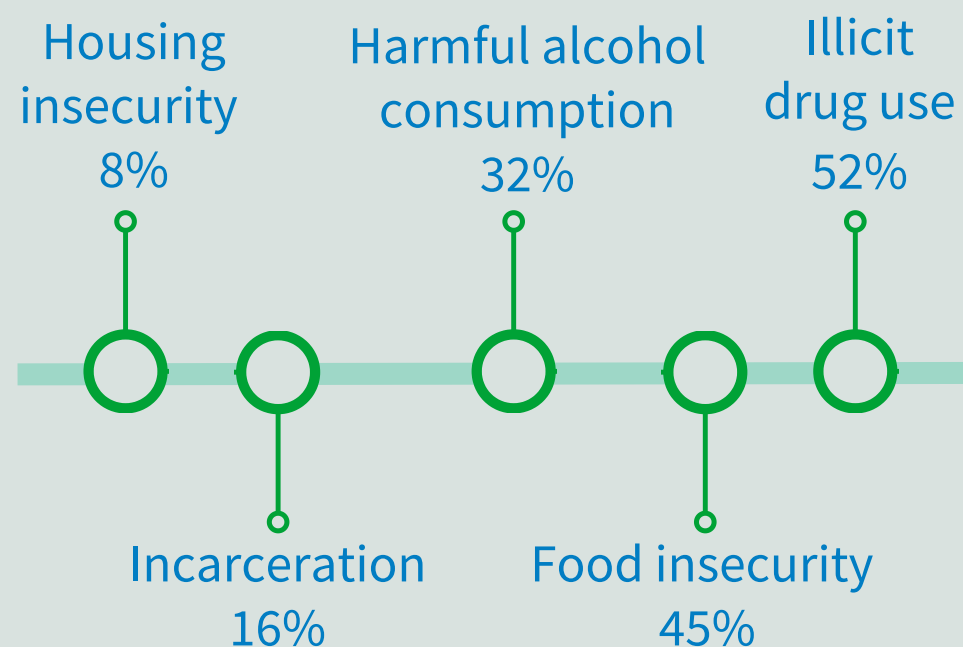 Housing
insecurity
8%
Harmful alcohol
consumption
32%
Illicit
drug use
52%
Incarceration
16%
Food insecurity
45%